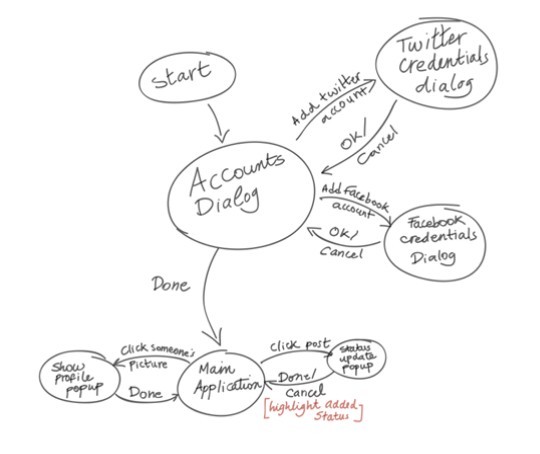 Start
Twitter
Credentials
dialog
Add twitter
account
OK/
Cancel
Accounts
Dialog
Add Facebook
account
OK/
Cancel
Facebook
credentials
Dialog
Done
Show
profile
popup
Click someone's
picture
Done
Main
Application
Click post
Done/
Cancel
[highlight added
Status]
Status
update
popup